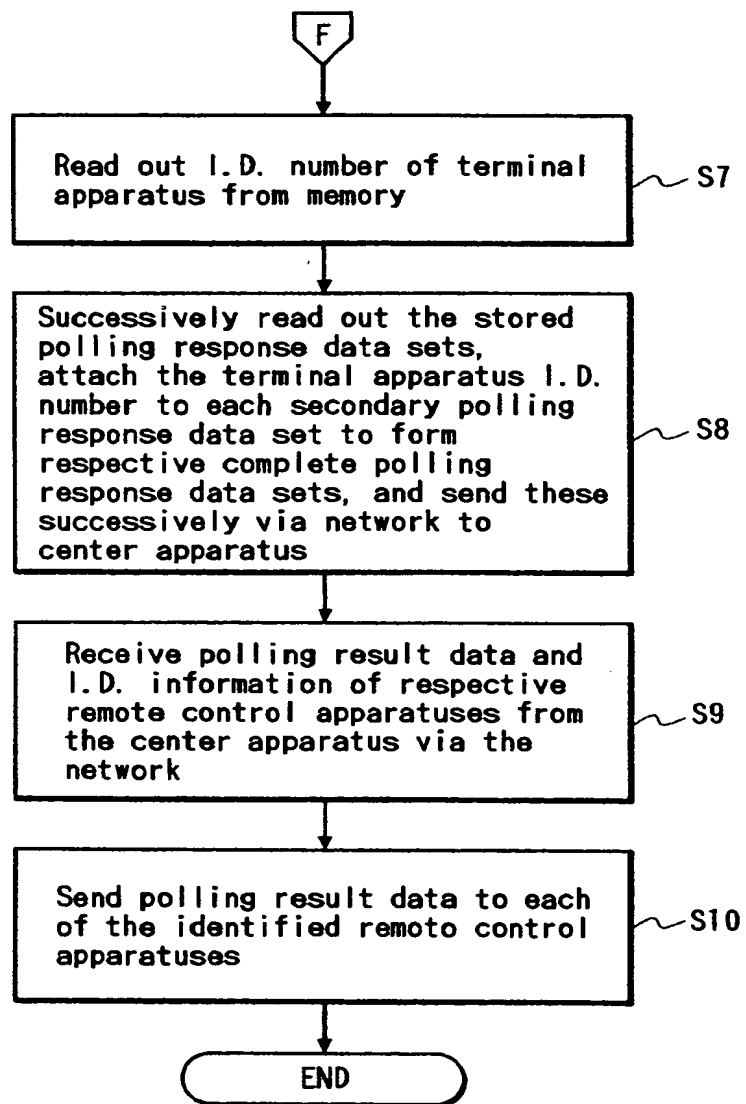 F
Read out I.D. number of terminal
apparatus from memory
S7
Successively read out the stored
polling response data sets,
attach the terminal apparatus I.D.
number to each secondary polling
response data set to form
respective complete polling
response data sets, and send these
successively via network to
center apparatus
S8
Receive polling result data and
I.D. information of respective
remote control apparatuses from
the center apparatus via the
network
S9
Send polling result data to each
of the identified remoto control
apparatuses
S10
END